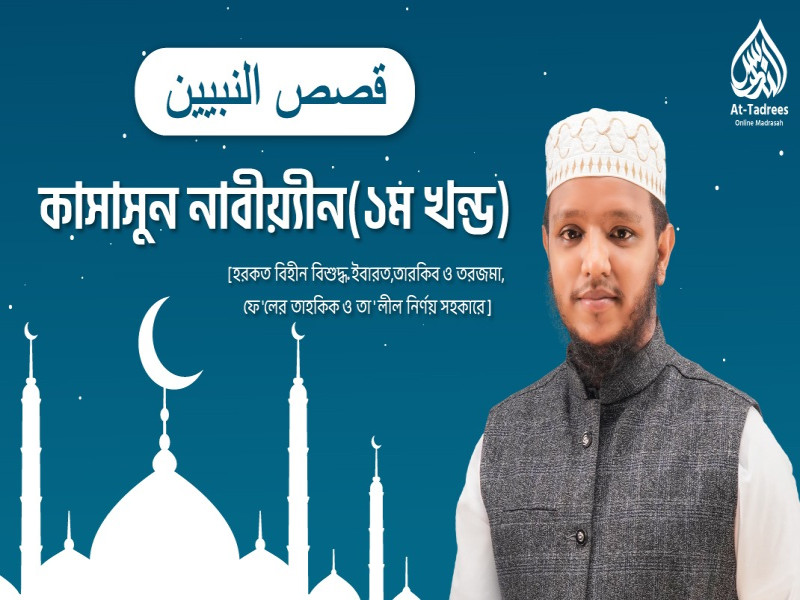 قصص النبيين
At-Tadrees
Online Madrasah
কাসাসুন নাবীয়্যীন(১ম খন্ড)
[হরকত বিহীন বিশুদ্ধ.ইবারত,তারকিব ও তরজমা,
ফে'লের তাহকিক ও তা'লীল নির্ণয় সহকারে]